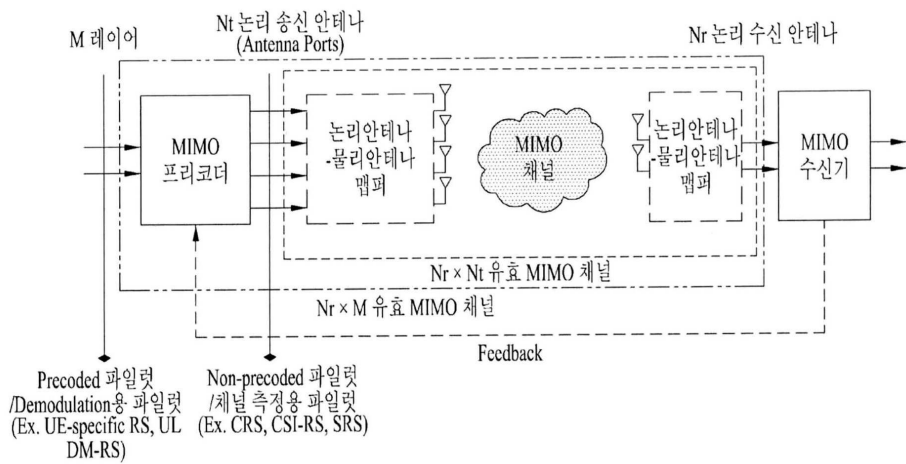 M 레이어
Nt 논리 송신 안테나
(Antenna Ports)
Nr 논리 수신 안테나
MIMO
프리코더
논리안테나
-물리안테나
맵퍼
MIMO
채널
논리안테나
-물리안테나
맵퍼
MIMO
수신기
Nr × Nt 유효 MIMO 채널
Nr × M 유효 MIMO 채널
Feedback
Precoded 파일럿
/Demodulation용 파일럿
(Ex. UE-specific RS, UL
DM-RS)
Non-precoded 파일럿
/채널 측정용 파일럿
(Ex. CRS, CSI-RS, SRS)